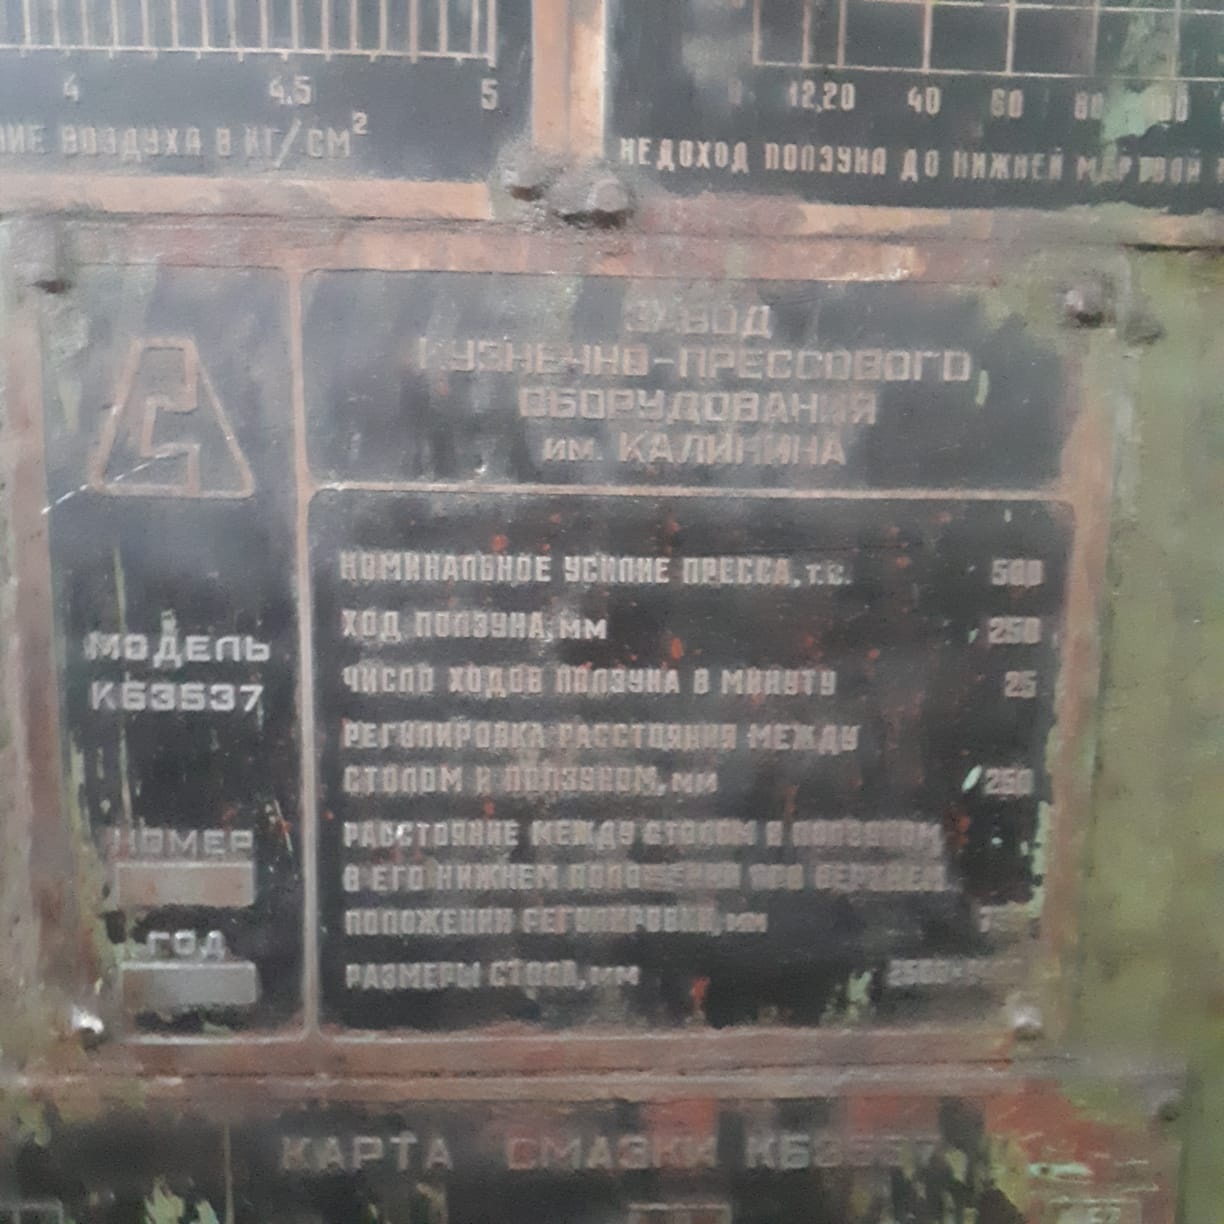 4 4.5 5
ВОЗДУХА В КГ/СМ²
12,20 40 60
НЕДОХОД ПОЛЗУНА ДО НИЖНЕЙ МЕРТВОЙ
ЗАВОД
КУЗНЕЧНО-ПРЕССОВОГО
ОБОРУДОВАНИЯ
им. КАЛИНИНА
МОДЕЛЬ
КБ3537
НОМЕР
ГОД
НОМИНАЛЬНОЕ УСИЛИЕ ПРЕССА, Т.С. 500
ХОД ПОЛЗУНА, ММ 250
ЧИСЛО ХОДОВ ПОЛЗУНА В МИНУТУ 25
РЕГУЛИРОВКА РАССТОЯНИЯ МЕЖДУ
СТОЛОМ И ПОЛЗУНОМ, ММ 250
РАССТОЯНИЕ МЕЖДУ СТОЛОМ И ПОЛЗУНОМ
В ЕГО НИЖНЕМ ПОЛОЖЕНИИ ПРИ ВЕРХНЕМ
ПОЛОЖЕНИИ РЕГУЛИРОВКИ, ММ
РАЗМЕРЫ СТОЛА, ММ
КАРТА СМАЗКИ КБ3537